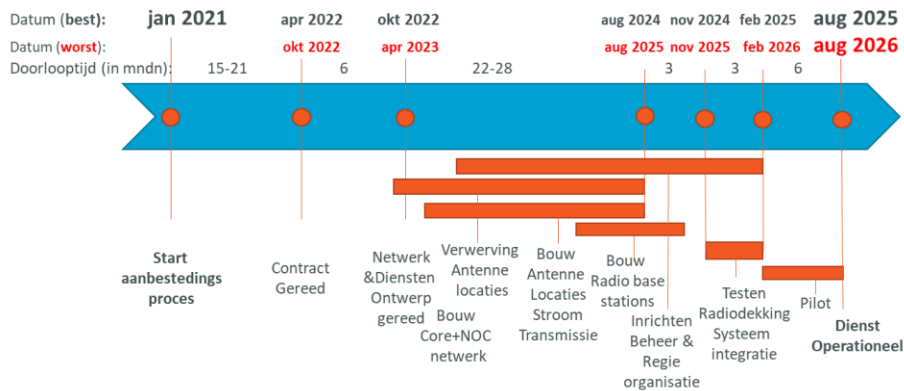 Datum (best): jan 2021 apr 2022 okt 2022 aug 2024 nov 2024 feb 2025 aug 2025
Datum (worst): okt 2022 apr 2023 aug 2025 nov 2025 feb 2026 aug 2026
Doorlooptijd (in mndn): 15-21 6 22-28 3 3 6
Start
aanbestedings
proces
Contract
Gereed
Netwerk
&Diensten
Ontwerp
gereed
Verwerving
Antenne
locaties
Bouw
Core+NOC
netwerk
Bouw
Antenne
Locaties
Stroom
Transmissie
Bouw
Radio base
stations
Inrichten
Beheer &
Regie
organisatie
Testen
Radiodekking
Systeem
integratie
Pilot
Dienst
Operationeel